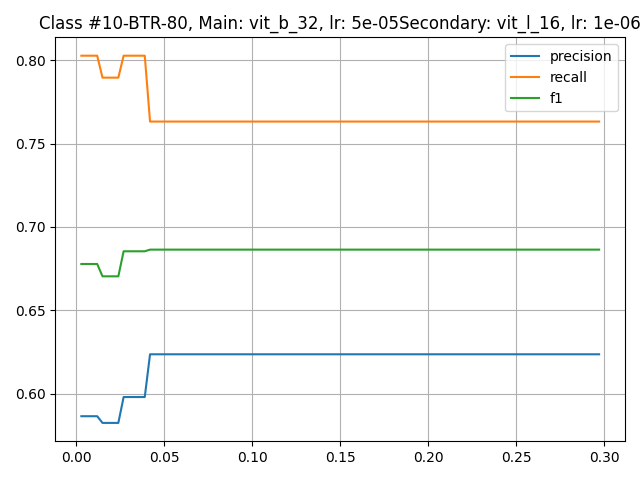 Class #10-BTR-80, Main: vit_b_32, lr: 5e-05Secondary: vit_l_16, lr: 1e-06
precision
recall
f1
0.80
0.75
0.70
0.65
0.60
0.00 0.05 0.10 0.15 0.20 0.25 0.30